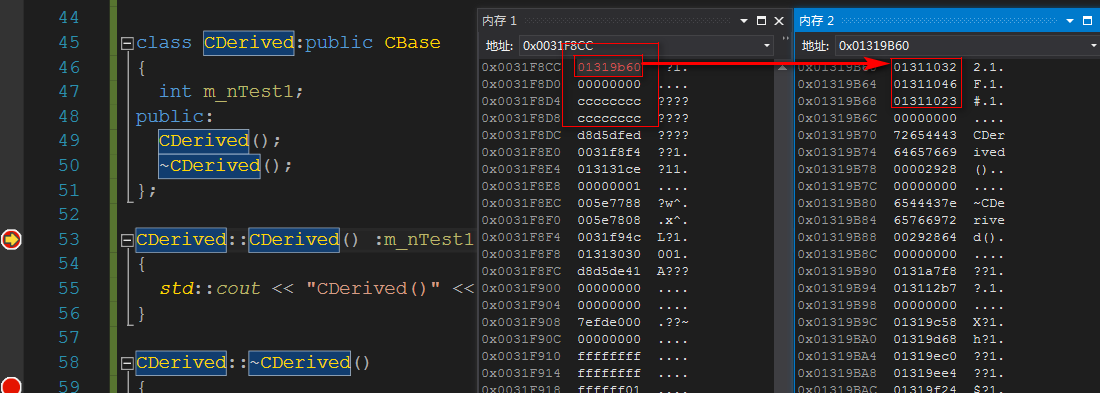 44
45 class CDerived:public CBase
46 {
47 int m_nTest1;
48 public:
49 CDerived();
50 ~CDerived();
51 };
52
53 CDerived::CDerived() :m_nTest1
54 {
55 std::cout << "CDerived()" <<
56 }
57
58 CDerived::~CDerived()
59 {
内存 1
地址: 0x0031F8CC
0x0031F8CC 01319b60 ?1.
0x0031F8D0 00000000 ....
0x0031F8D4 cccccccc ????
0x0031F8D8 cccccccc ????
0x0031F8DC d8d5dfed ????
0x0031F8E0 0031f8f4 ??1.
0x0031F8E4 013131ce ?11.
0x0031F8E8 00000001 ....
0x0031F8EC 005e7788 ?w^.
0x0031F8F0 005e7808 .x^.
0x0031F8F4 0031f94c L?1.
0x0031F8F8 01313030 001.
0x0031F8FC d8d5de41 A???
0x0031F900 00000000 ....
0x0031F904 00000000 ....
0x0031F908 7efde000 .??~
0x0031F90C 00000000 ....
0x0031F910 ffffffff ....
0x0031F914 ffffffff ....
0x0031F918 ffffff01 ....
内存 2
地址: 0x01319B60
01311032 2.1.
0x01319B64 01311046 F.1.
0x01319B68 01311023 #.1.
0x01319B6C 00000000 ....
0x01319B70 72654443 CDer
0x01319B74 64657669 ived
0x01319B78 00002928 ()..
0x01319B7C 00000000 ....
0x01319B80 6544437e ~CDe
0x01319B84 65766972 rive
0x01319B88 00292864 d().
0x01319B8C 00000000 ....
0x01319B90 0131a7f8 ??1.
0x01319B94 013112b7 ?.1.
0x01319B98 00000000 ....
0x01319B9C 01319c58 X?1.
0x01319BA0 01319d68 h?1.
0x01319BA4 01319ec0 ??1.
0x01319BA8 01319ee4 ??1.
0x01319BAC 01319f24 $?1.